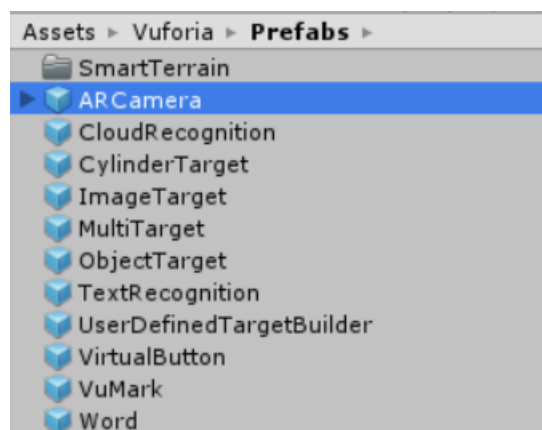 Assets ▸ Vuforia ▸ Prefabs ▸
SmartTerrain
ARCamera
CloudRecognition
CylinderTarget
ImageTarget
MultiTarget
ObjectTarget
TextRecognition
UserDefinedTargetBuilder
VirtualButton
VuMark
Word